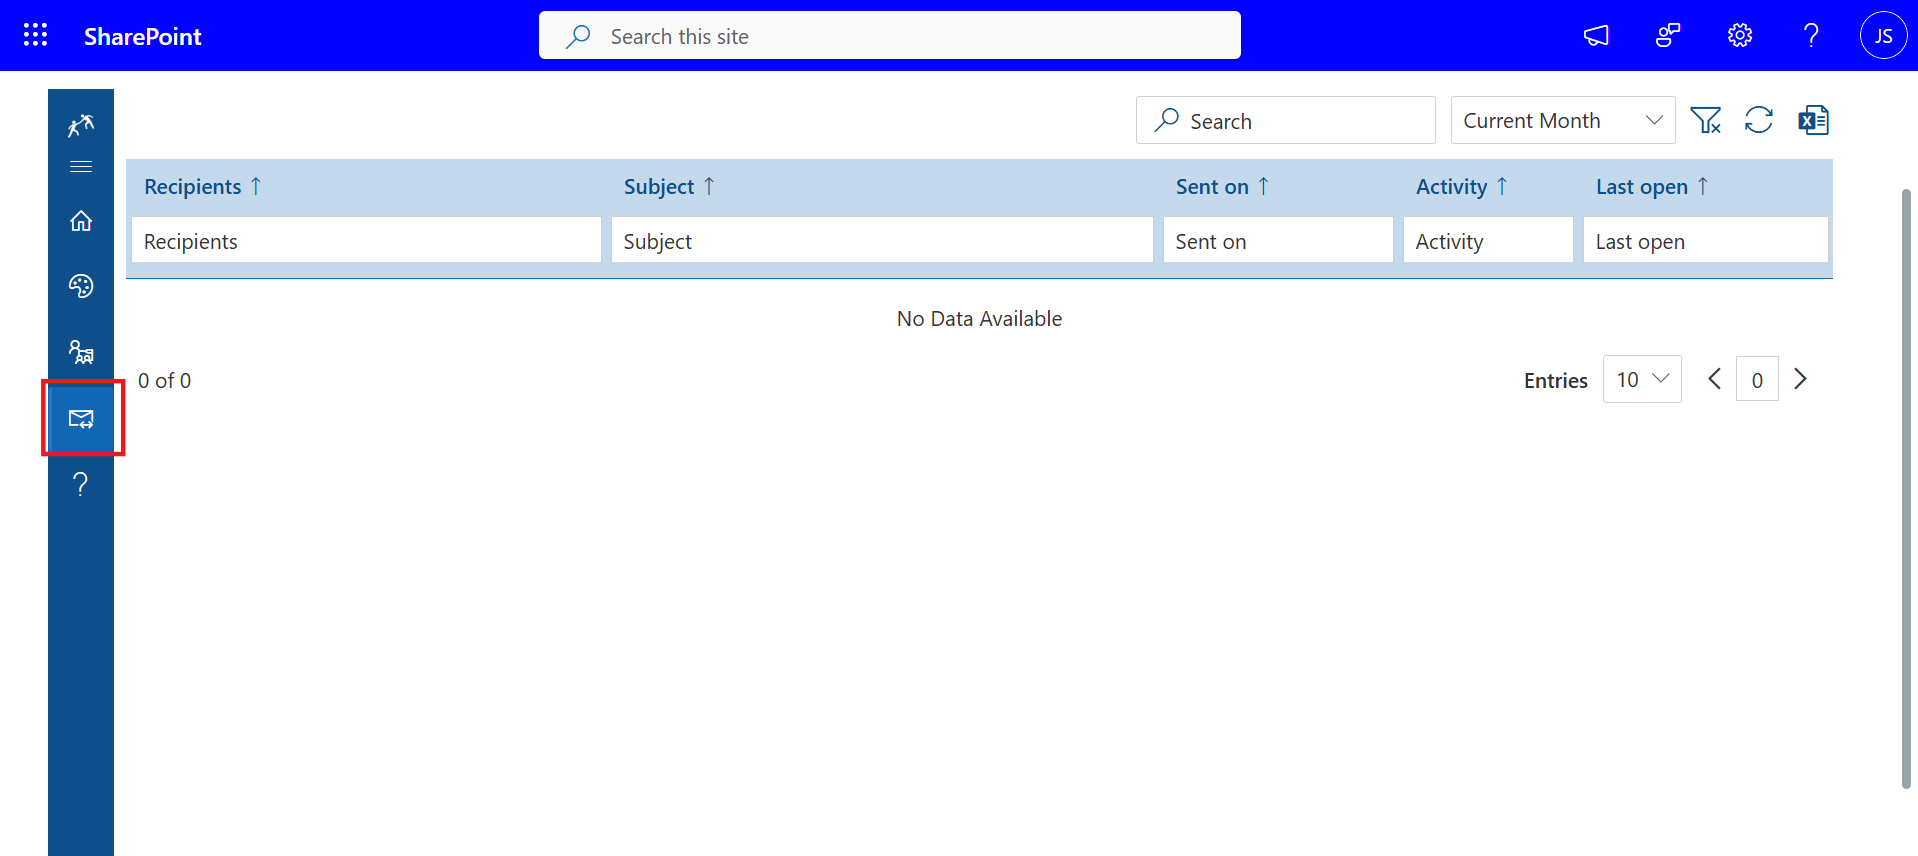 SharePoint
Search this site
JS
Search
Current Month
Recipients ↑ Subject ↑ Sent on ↑ Activity ↑ Last open ↑
Recipients Subject Sent on Activity Last open
No Data Available
0 of 0
Entries 10 0